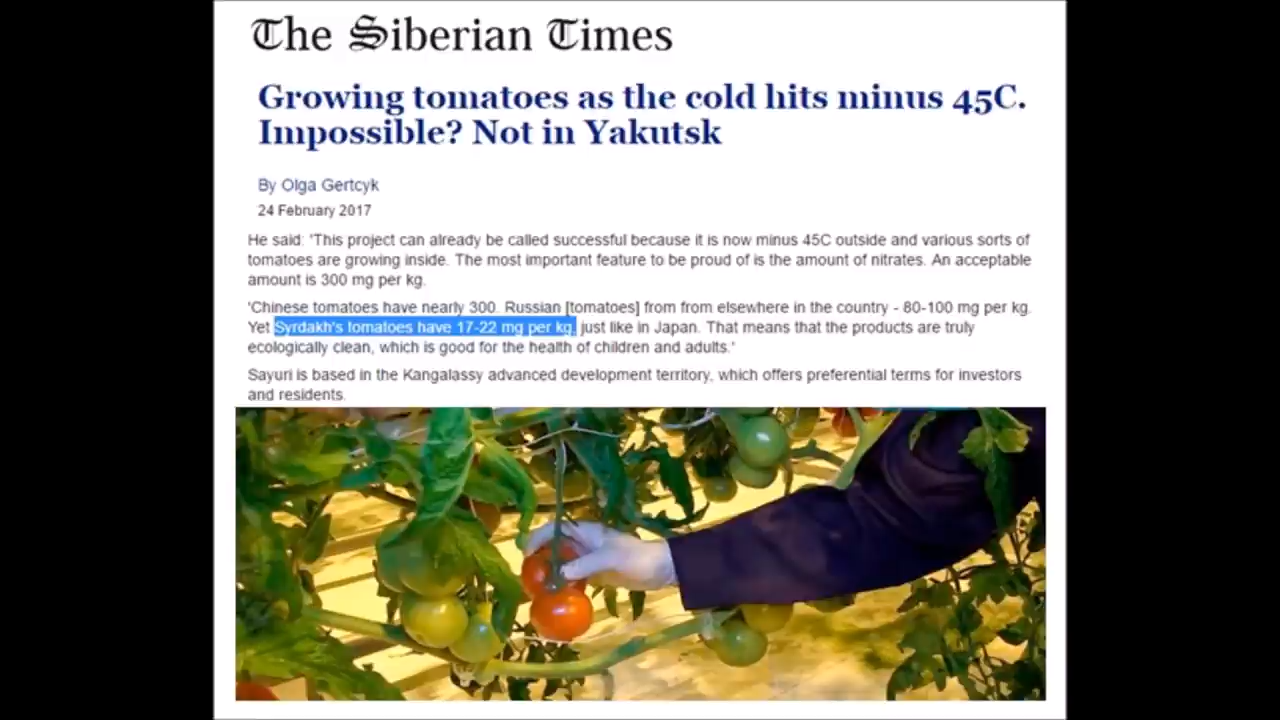 The Siberian Times
Growing tomatoes as the cold hits minus 45C.
Impossible? Not in Yakutsk
By Olga Gertcyk
24 February 2017
He said: 'This project can already be called successful because it is now minus 45C outside and various sorts of
tomatoes are growing inside. The most important feature to be proud of is the amount of nitrates. An acceptable
amount is 300 mg per kg.
'Chinese tomatoes have nearly 300. Russian [tomatoes] from from elsewhere in the country - 80-100 mg per kg.
Yet Syrdakh's tomatoes have 17-22 mg per kg, just like in Japan. That means that the products are truly
ecologically clean, which is good for the health of children and adults.'
Sayuri is based in the Kangalassy advanced development territory, which offers preferential terms for investors
and residents.